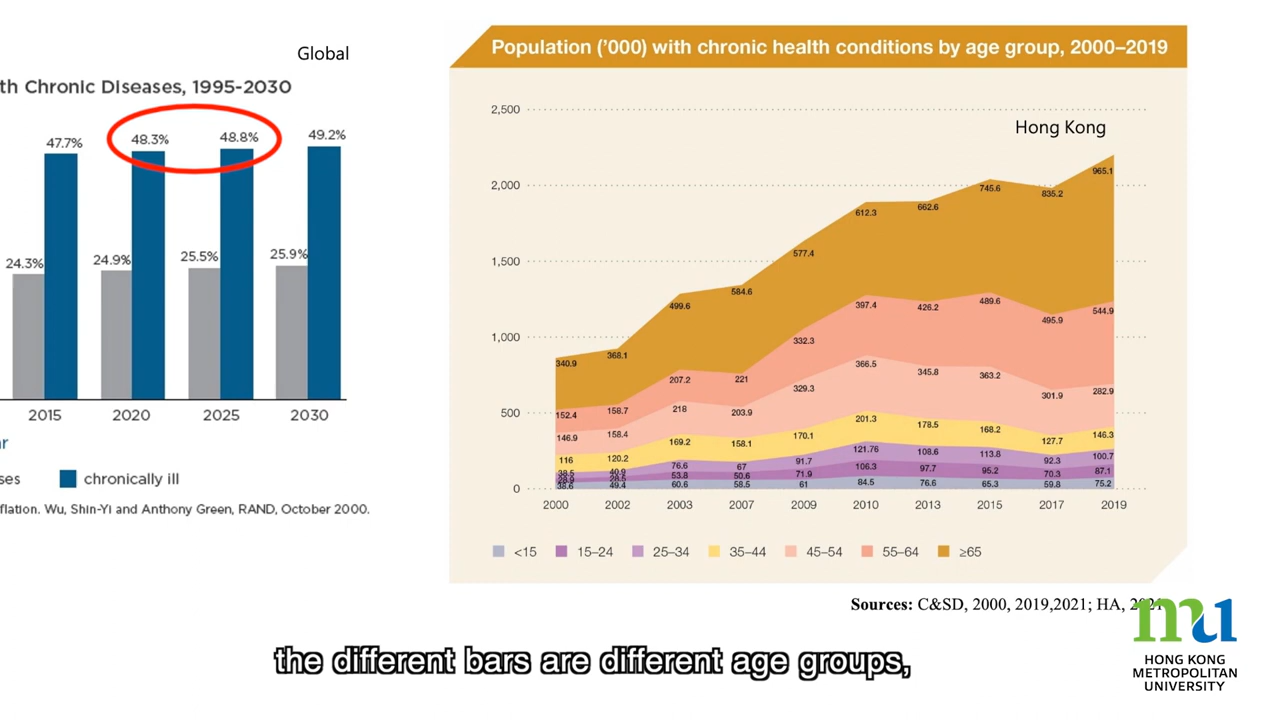 Global
th Chronic Diseases, 1995-2030
47.7%
48.3%
48.8%
49.2%
24.3%
24.9%
25.5%
25.9%
2015
2020
2025
2030
chronically ill
Wu, Shin-Yi and Anthony Green, RAND, October 2000.
Population ('000) with chronic health conditions by age group, 2000–2019
Hong Kong
2,500
2,000
1,500
1,000
500
0
340.9 368.1 499.6 584.6 577.4 612.3 662.6 745.6 835.2 965.1
152.4 158.7 207.2 221 332.3 397.4 426.2 489.6 495.9 544.9
146.9 158.4 218 203.9 329.3 366.5 345.8 363.2 301.9 282.9
116 120.2 169.2 158.1 170.1 201.3 178.5 168.2 127.7 146.3
38.5 40.9 76.6 67 91.7 121.76 108.6 113.8 92.3 100.7
28.5 53.8 50.6 71.9 106.3 97.7 95.2 70.3 87.1
38.6 49.4 60.6 58.5 61 84.5 76.6 65.3 59.8 75.2
2000 2002 2003 2007 2009 2010 2013 2015 2017 2019
<15 15–24 25–34 35–44 45–54 55–64 ≥65
Sources: C&SD, 2000, 2019,2021; HA,
the different bars are different age groups,
mu
HONG KONG
METROPOLITAN
UNIVERSITY